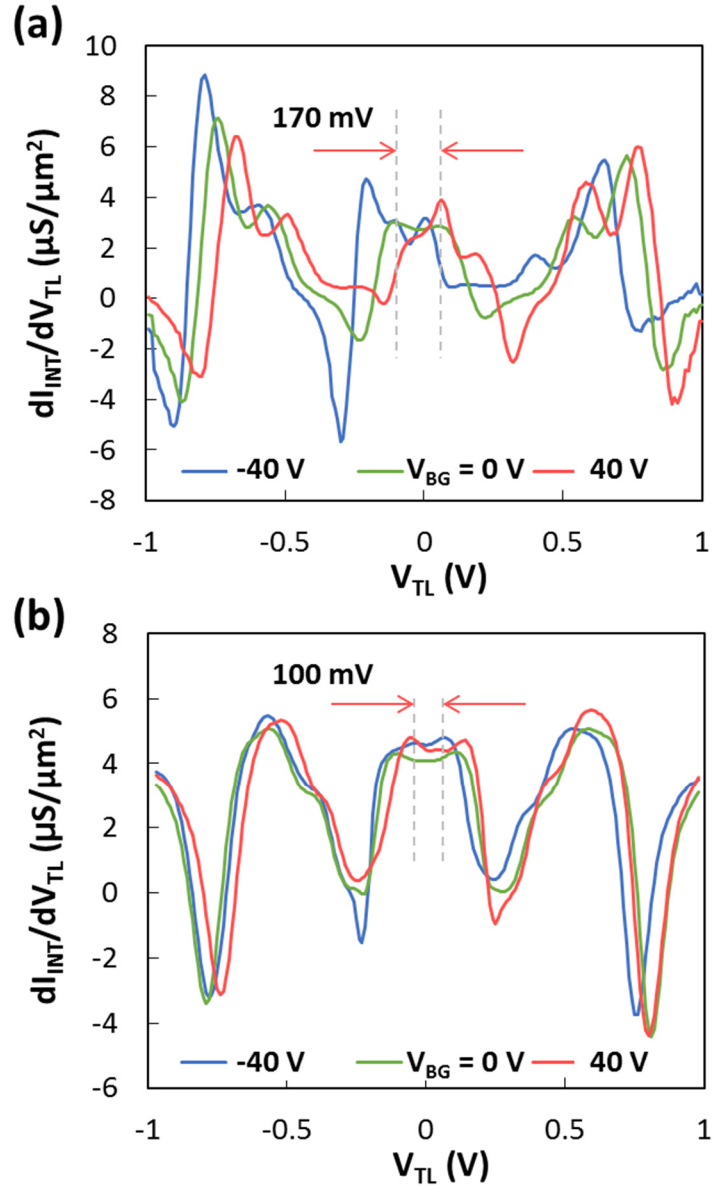 (a)
dI_INT/dV_TL (μS/μm²)
10
8
6
4
2
0
-2
-4
-6
-8
170 mV
-40 V V_BG = 0 V 40 V
-1 -0.5 0 0.5 1
V_TL (V)
(b)
dI_INT/dV_TL (μS/μm²)
8
6
4
2
0
-2
-4
-6
100 mV
-40 V V_BG = 0 V 40 V
-1 -0.5 0 0.5 1
V_TL (V)